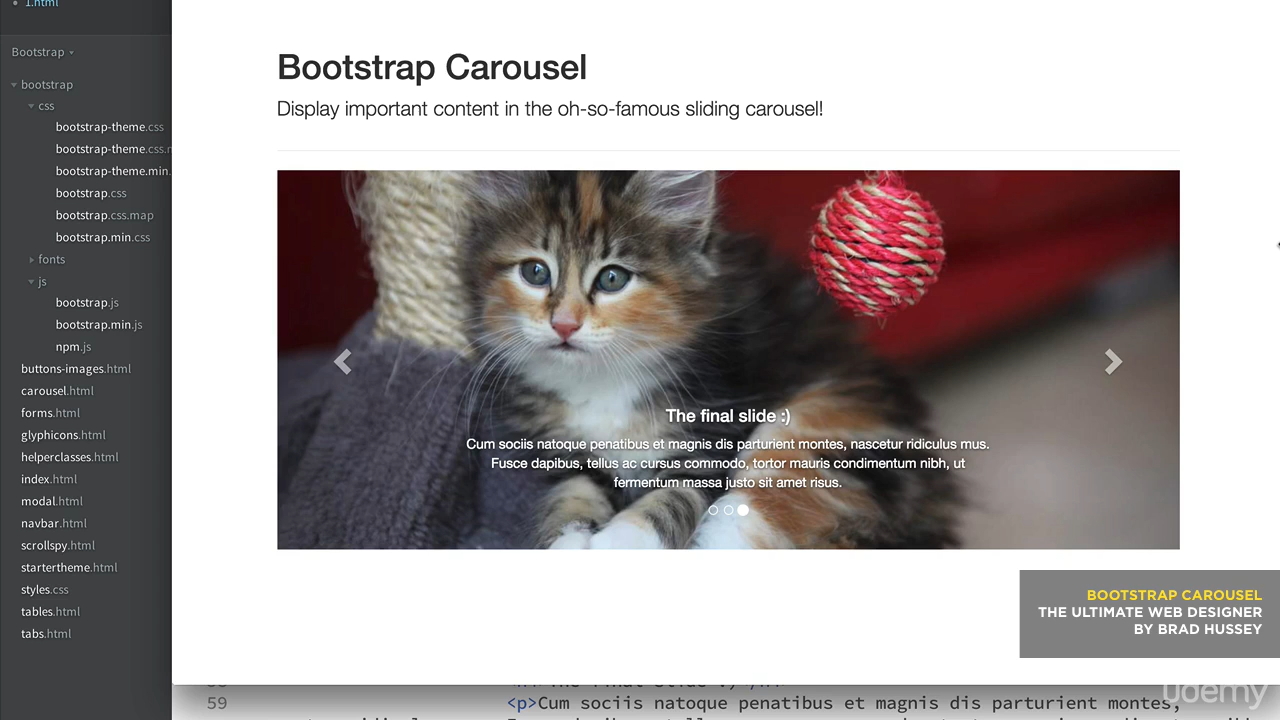 1.html
Bootstrap
bootstrap
css
bootstrap-theme.css
bootstrap-theme.css.
bootstrap-theme.min.
bootstrap.css
bootstrap.css.map
bootstrap.min.css
fonts
js
bootstrap.js
bootstrap.min.js
npm.js
buttons-images.html
carousel.html
forms.html
glyphicons.html
helperclasses.html
index.html
modal.html
navbar.html
scrollspy.html
startertheme.html
styles.css
tables.html
tabs.html
Bootstrap Carousel
Display important content in the oh-so-famous sliding carousel!
The final slide :)
Cum sociis natoque penatibus et magnis dis parturient montes, nascetur ridiculus mus.
Fusce dapibus, tellus ac cursus commodo, tortor mauris condimentum nibh, ut
fermentum massa justo sit amet risus.
BOOTSTRAP CAROUSEL
THE ULTIMATE WEB DESIGNER
BY BRAD HUSSEY
59 <p>Cum sociis natoque penatibus et magnis dis parturient montes,
udemy